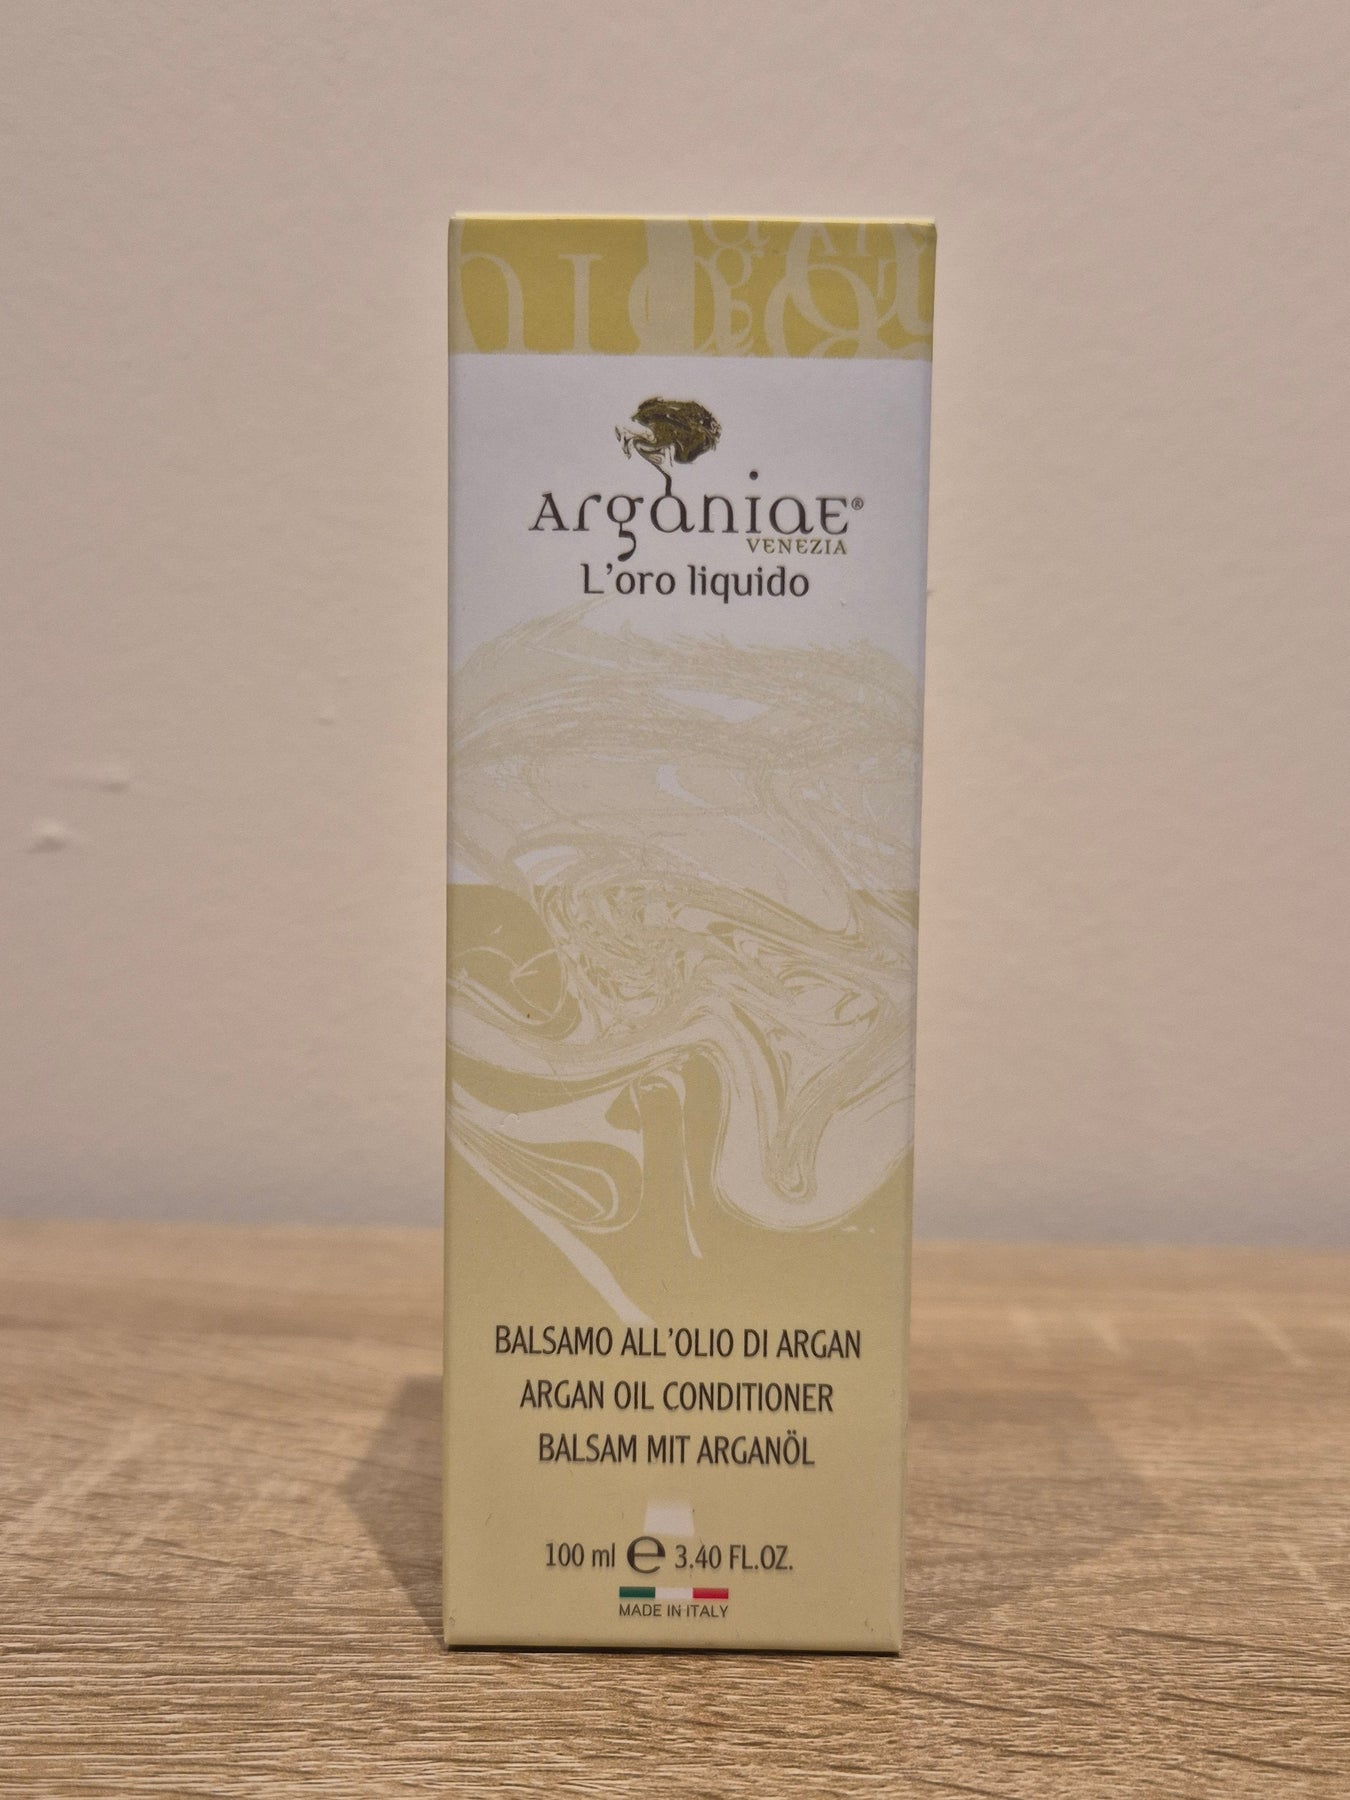 Arganiae®
VENEZIA
L'oro liquido
BALSAMO ALL'OLIO DI ARGAN
ARGAN OIL CONDITIONER
BALSAM MIT ARGANÖL
100 ml e 3.40 FL.OZ.
MADE IN ITALY